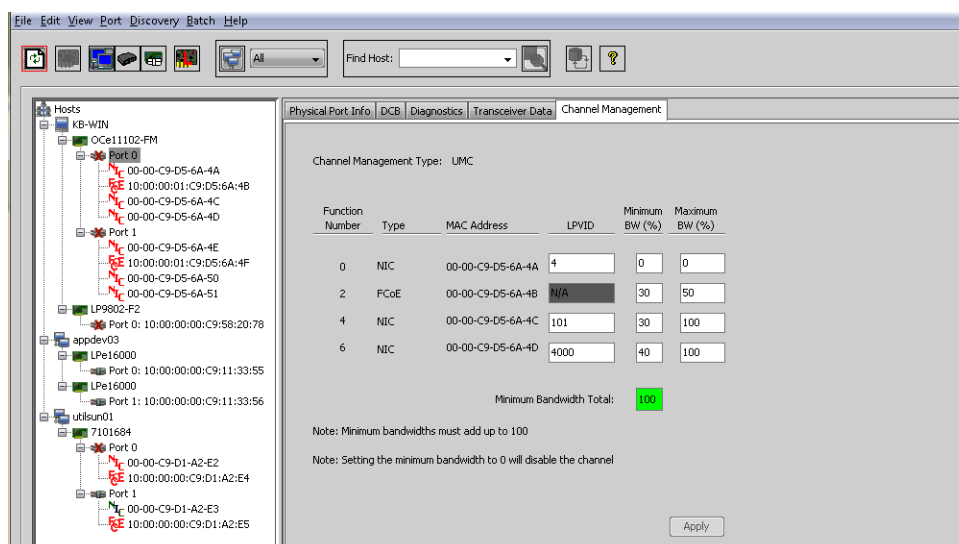 File Edit View Port Discovery Batch Help
All Find Host:
Hosts
KB-WIN
OCe11102-FM
Port 0
NIC 00-00-C9-D5-6A-4A
FCoE 10:00:00:01:C9:D5:6A:4B
NIC 00-00-C9-D5-6A-4C
NIC 00-00-C9-D5-6A-4D
Port 1
NIC 00-00-C9-D5-6A-4E
FCoE 10:00:00:01:C9:D5:6A:4F
NIC 00-00-C9-D5-6A-50
NIC 00-00-C9-D5-6A-51
LP9802-F2
Port 0: 10:00:00:00:C9:58:20:78
appdev03
LPe16000
Port 0: 10:00:00:00:C9:11:33:55
LPe16000
Port 1: 10:00:00:00:C9:11:33:56
utilsun01
7101684
Port 0
NIC 00-00-C9-D1-A2-E2
FCoE 10:00:00:00:C9:D1:A2:E4
Port 1
NIC 00-00-C9-D1-A2-E3
FCoE 10:00:00:00:C9:D1:A2:E5
Physical Port Info DCB Diagnostics Transceiver Data Channel Management
Channel Management Type: UMC
Function Number Type MAC Address LPVID Minimum BW (%) Maximum BW (%)
0 NIC 00-00-C9-D5-6A-4A 4 0 0
2 FCoE 00-00-C9-D5-6A-4B N/A 30 50
4 NIC 00-00-C9-D5-6A-4C 101 30 100
6 NIC 00-00-C9-D5-6A-4D 4000 40 100
Minimum Bandwidth Total: 100
Note: Minimum bandwidths must add up to 100
Note: Setting the minimum bandwidth to 0 will disable the channel
Apply